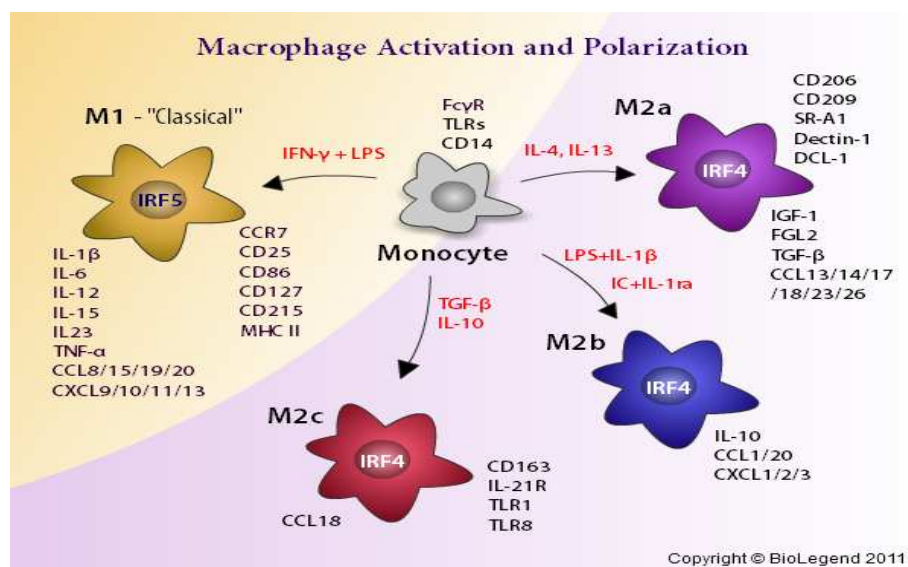 Macrophage Activation and Polarization
M1 - "Classical"
IFN-γ + LPS
IRF5
IL-1β
IL-6
IL-12
IL-15
IL23
TNF-α
CCL8/15/19/20
CXCL9/10/11/13
CCR7
CD25
CD86
CD127
CD215
MHC II
FcγR
TLRs
CD14
Monocyte
IL-4, IL-13
M2a
IRF4
CD206
CD209
SR-A1
Dectin-1
DCL-1
IGF-1
FGL2
TGF-β
CCL13/14/17
/18/23/26
LPS+IL-1β
IC+IL-1ra
M2b
IRF4
IL-10
CCL1/20
CXCL1/2/3
TGF-β
IL-10
M2c
IRF4
CCL18
CD163
IL-21R
TLR1
TLR8
Copyright © BioLegend 2011